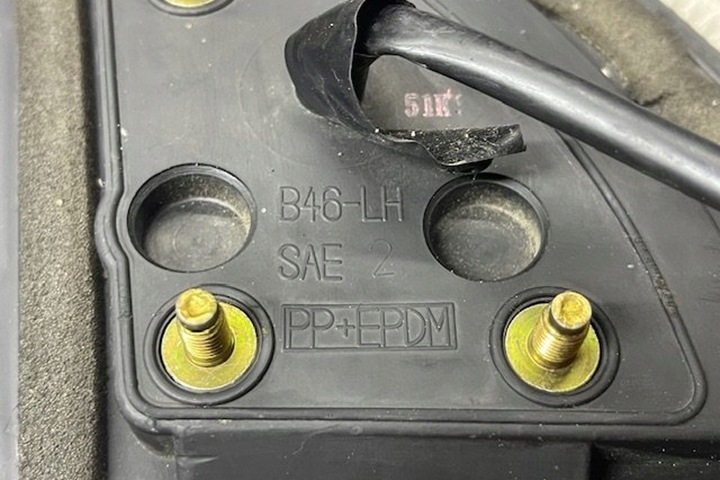 51K
B46-LH
SAE 2
PP+EPDM